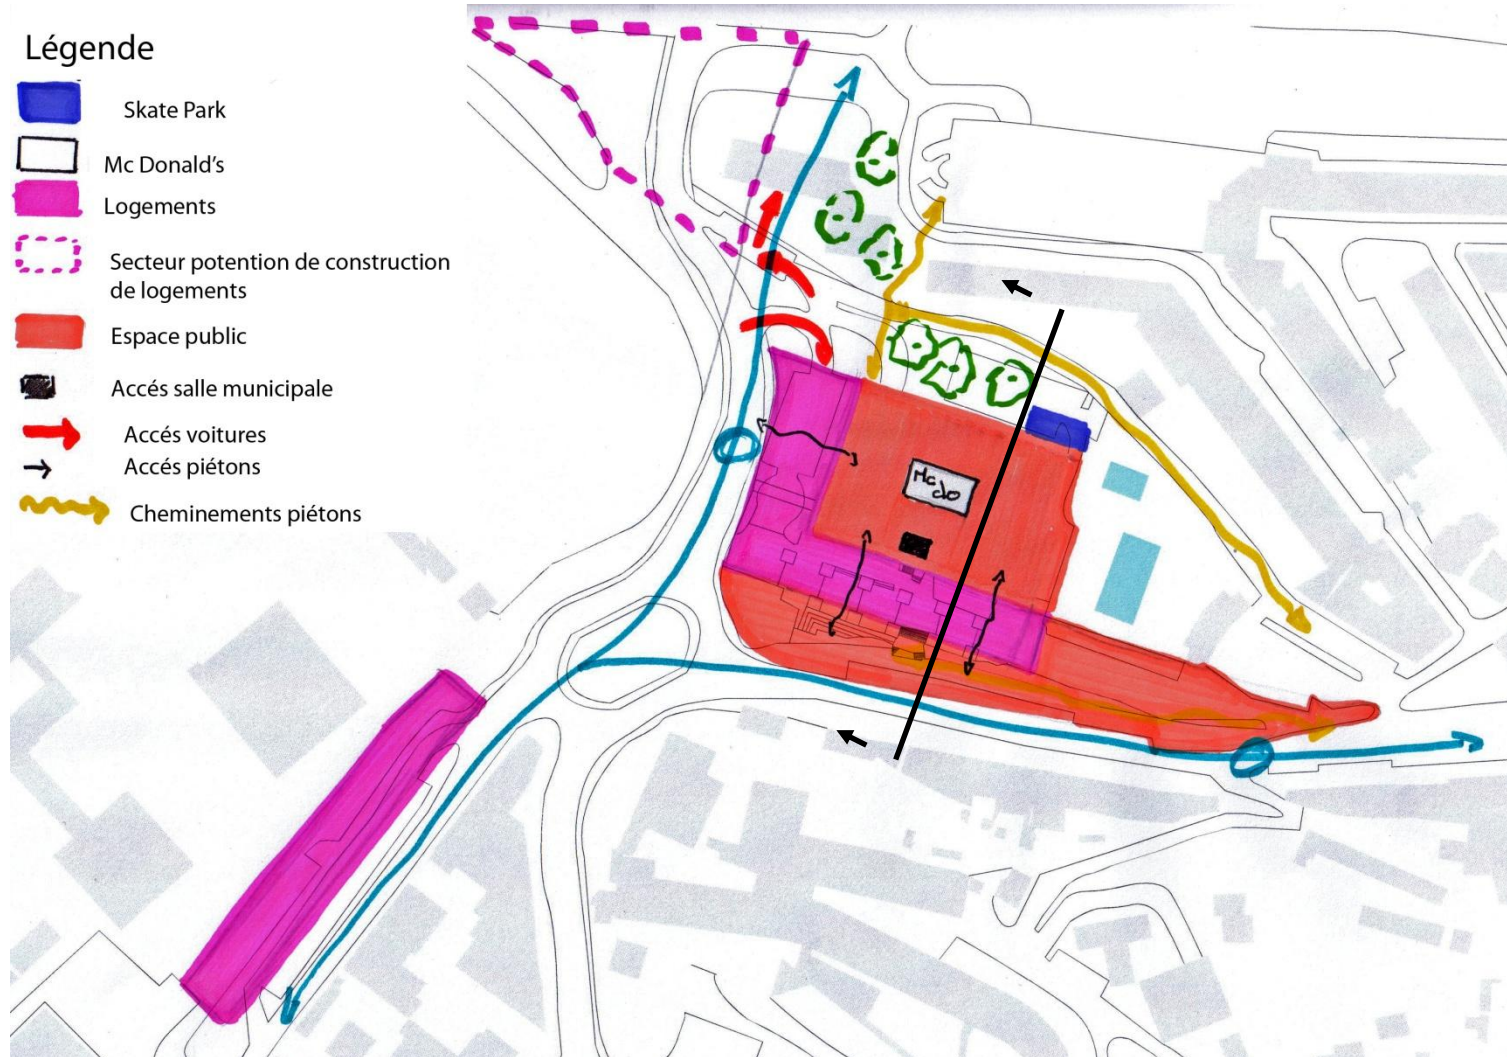 Légende
Skate Park
Mc Donald's
Logements
Secteur potention de construction
de logements
Espace public
Accés salle municipale
Accés voitures
Accés piétons
Cheminements piétons
Mc
do